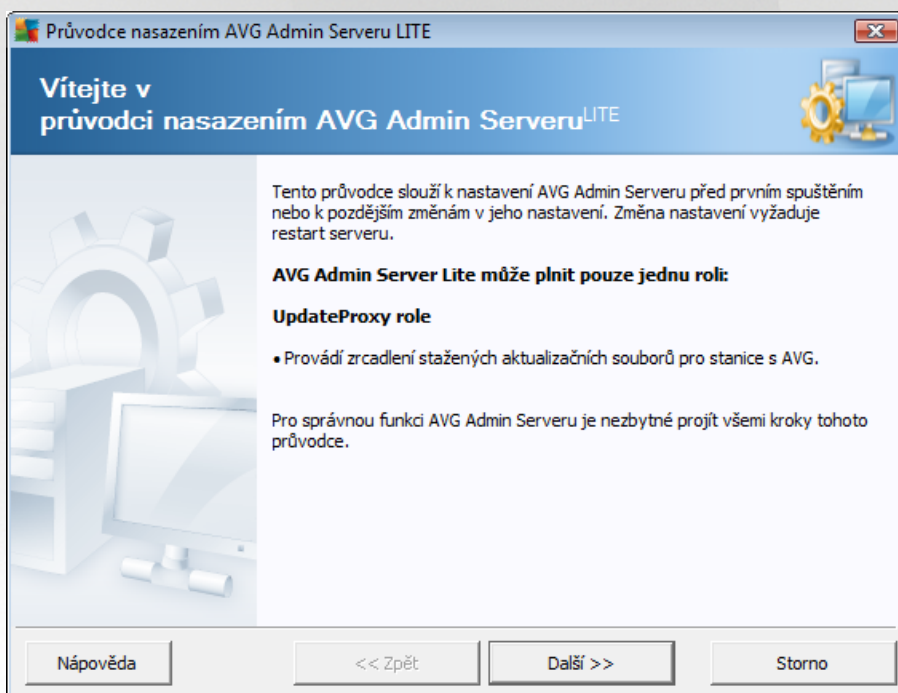 Průvodce nasazením AVG Admin Serveru LITE
Vítejte v
průvodci nasazením AVG Admin ServeruLITE
Tento průvodce slouží k nastavení AVG Admin Serveru před prvním spuštěním
nebo k pozdějším změnám v jeho nastavení. Změna nastavení vyžaduje
restart serveru.
AVG Admin Server Lite může plnit pouze jednu roli:
UpdateProxy role
• Provádí zrcadlení stažených aktualizačních souborů pro stanice s AVG.
Pro správnou funkci AVG Admin Serveru je nezbytné projít všemi kroky tohoto
průvodce.
Nápověda
<< Zpět
Další >>
Storno